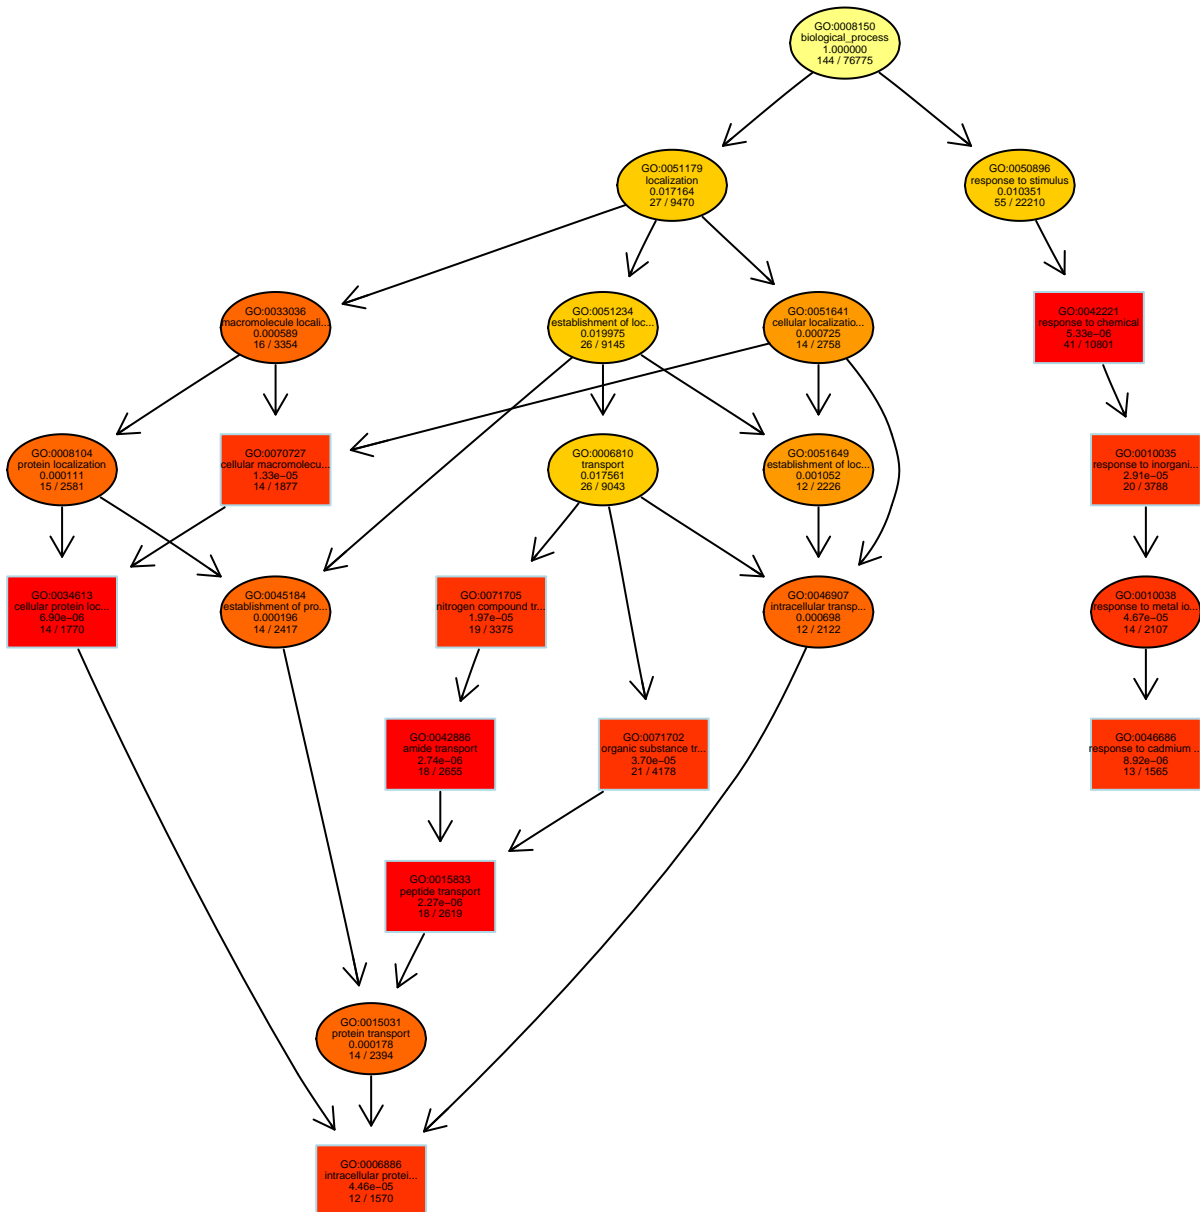 GO:0008150
biological_process
1.000000
144 / 76775
GO:0051179
localization
0.017164
27 / 9470
GO:0050896
response to stimulus
0.010351
55 / 22210
GO:0033036
macromolecule locali...
0.000589
16 / 3354
GO:0051234
establishment of loc...
0.019975
26 / 9145
GO:0051641
cellular localizatio...
0.000725
14 / 2758
GO:0042221
response to chemical
5.33e−06
41 / 10801
GO:0008104
protein localization
0.000111
15 / 2581
GO:0070727
cellular macromolecu...
1.33e−05
14 / 1877
GO:0006810
transport
0.017561
26 / 9043
GO:0051649
establishment of loc...
0.001052
12 / 2226
GO:0010035
response to inorgani...
2.91e−05
20 / 3788
GO:0034613
cellular protein loc...
6.90e−06
14 / 1770
GO:0045184
establishment of pro...
0.000196
14 / 2417
GO:0071705
nitrogen compound tr...
1.97e−05
19 / 3375
GO:0046907
intracellular transp...
0.000698
12 / 2122
GO:0010038
response to metal io...
4.67e−05
14 / 2107
GO:0042886
amide transport
2.74e−06
18 / 2655
GO:0071702
organic substance tr...
3.70e−05
21 / 4178
GO:0046686
response to cadmium ...
8.92e−06
13 / 1565
GO:0015833
peptide transport
2.27e−06
18 / 2619
GO:0015031
protein transport
0.000178
14 / 2394
GO:0006886
intracellular protei...
4.46e−05
12 / 1570